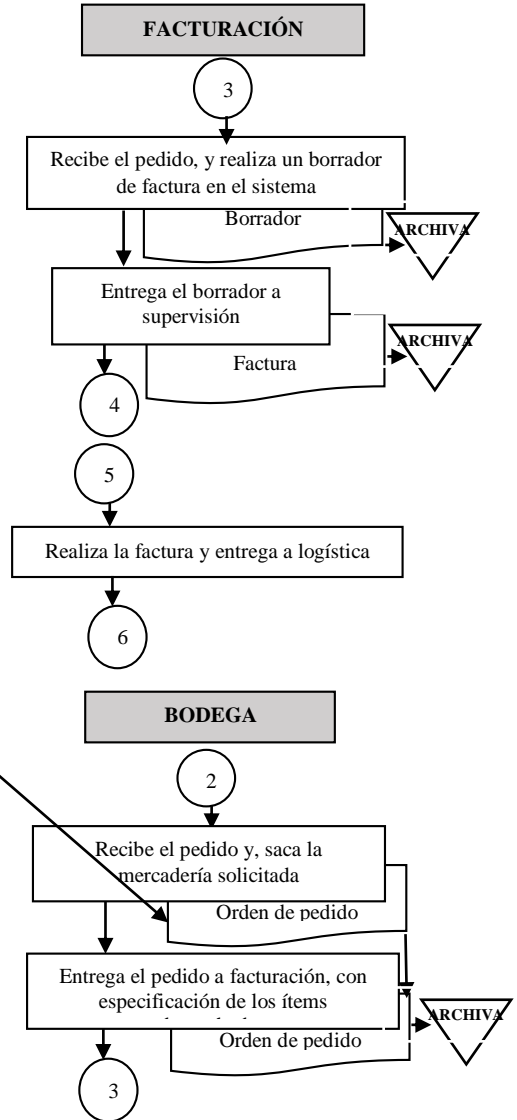 FACTURACIÓN
3
Recibe el pedido, y realiza un borrador
de factura en el sistema
Borrador
ARCHIVA
Entrega el borrador a
supervisión
Factura
ARCHIVA
4
5
Realiza la factura y entrega a logística
6
BODEGA
2
Recibe el pedido y, saca la
mercadería solicitada
Orden de pedido
Entrega el pedido a facturación, con
especificación de los ítems
Orden de pedido
ARCHIVA
3